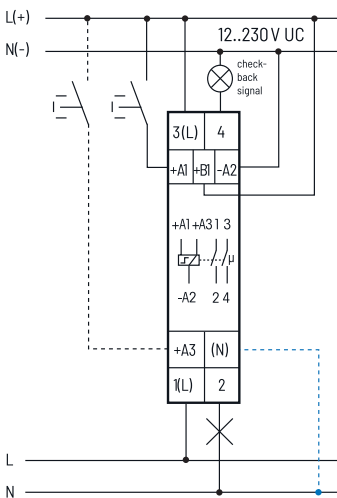 L(+)
12..230 V UC
N(-)
check-
back
signal
3(L) 4
+A1 +B1 -A2
+A1 +A3 1 3
µ
-A2 2 4
+A3 (N)
1(L) 2
L
N